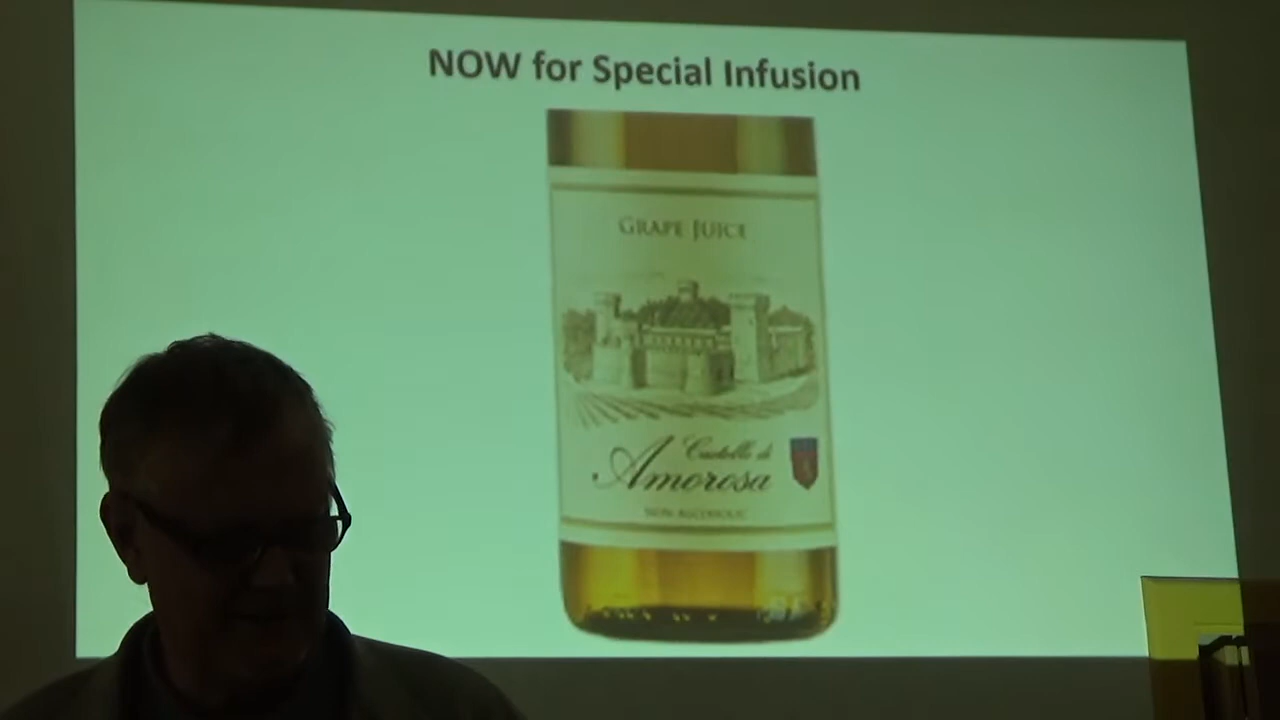 NOW for Special Infusion
GRAPE JUICE
Castello di
Amorosa
NON ALCOHOLIC